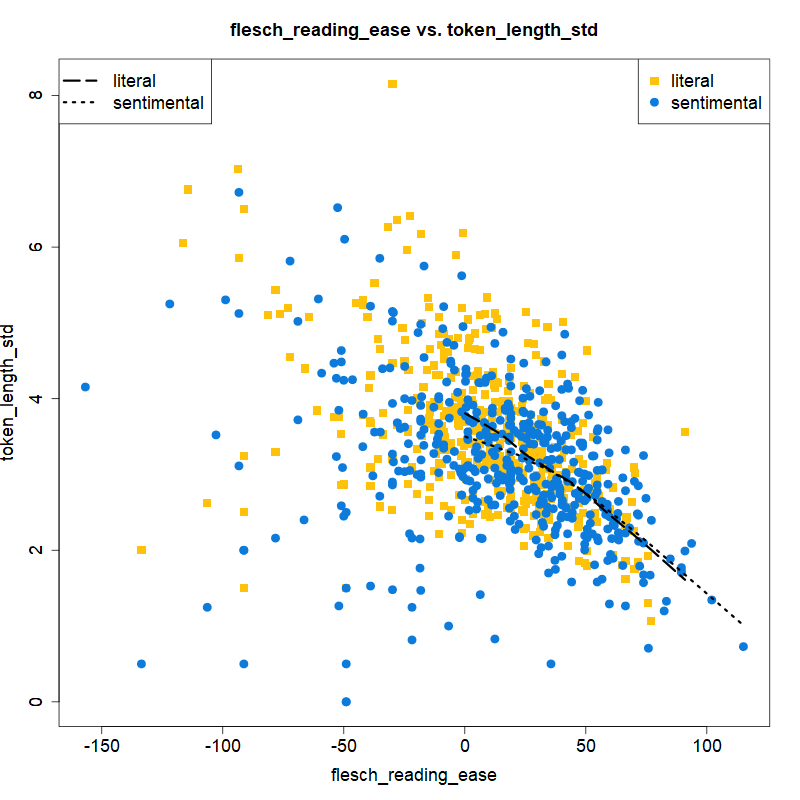 flesch_reading_ease vs. token_length_std
literal
sentimental
literal
sentimental
8
6
4
2
0
token_length_std
-150
-100
-50
0
50
100
flesch_reading_ease